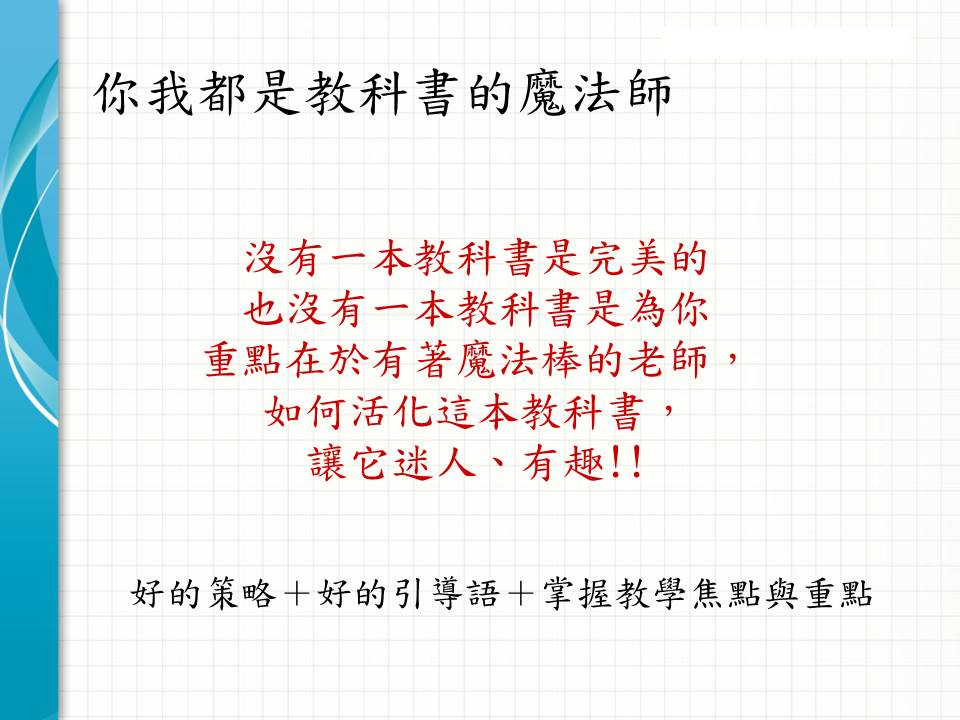 你我都是教科書的魔法師
沒有一本教科書是完美的
也沒有一本教科書是為你
重點在於有著魔法棒的老師，
如何活化這本教科書，
讓它迷人、有趣!!
好的策略＋好的引導語＋掌握教學焦點與重點